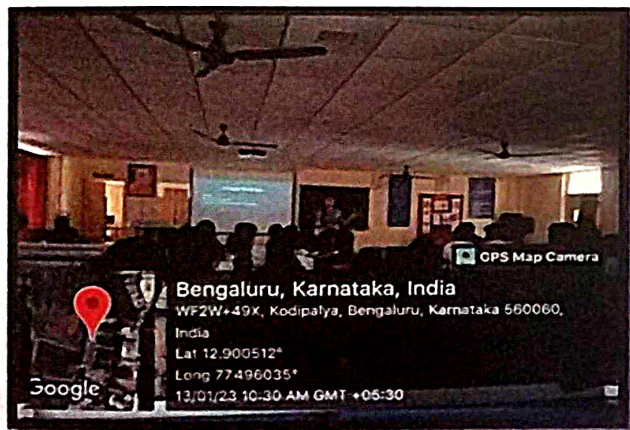 GPS Map Camera
Bengaluru, Karnataka, India
WF2W+49X, Kodipalya, Bengaluru, Karnataka 560060,
India
Lat 12.900512°
Long 77.496035°
13/01/23 10:30 AM GMT +05:30
Google